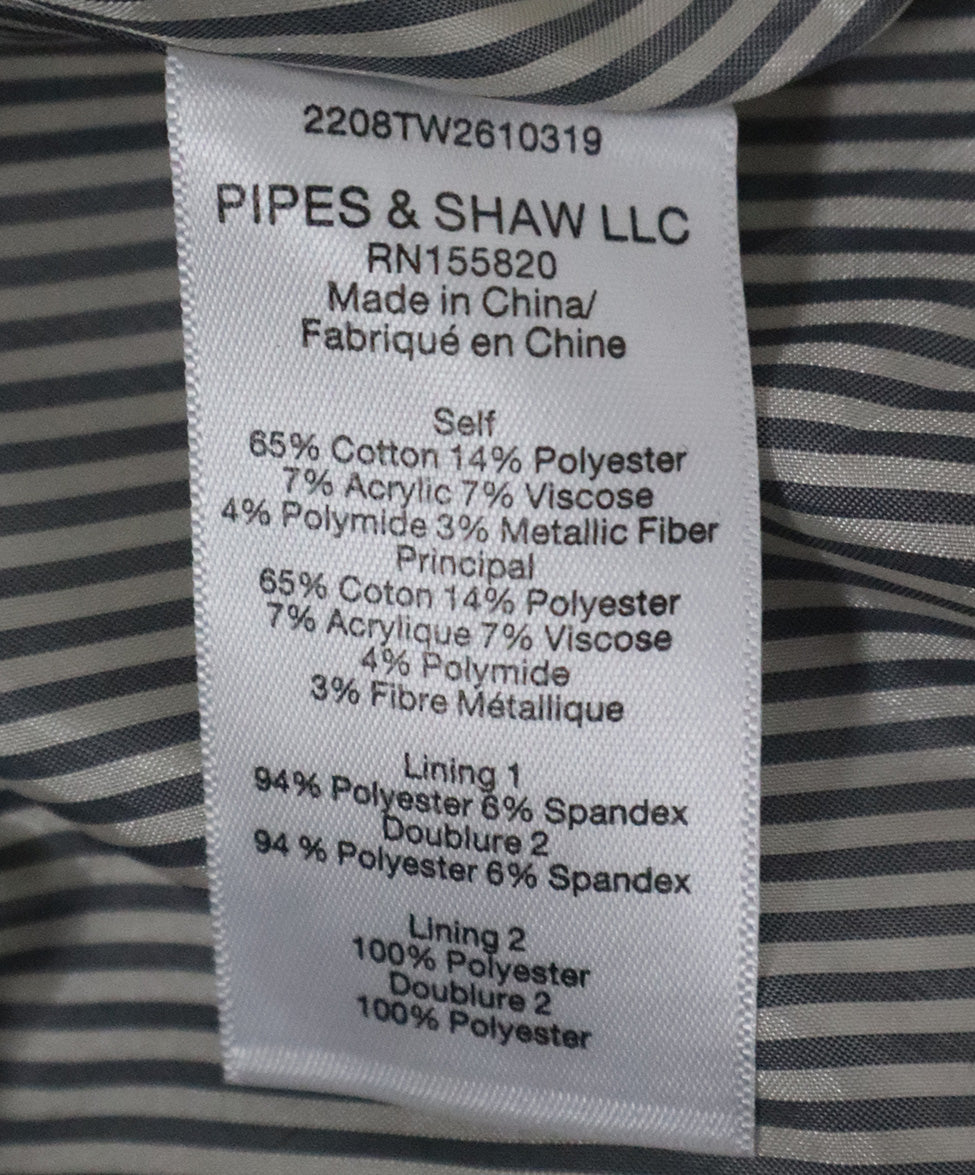 2208TW2610319
PIPES & SHAW LLC
RN155820
Made in China/
Fabriqué en Chine
Self
65% Cotton 14% Polyester
7% Acrylic 7% Viscose
4% Polymide 3% Metallic Fiber
Principal
65% Coton 14% Polyester
7% Acrylique 7% Viscose
4% Polymide
3% Fibre Métallique
Lining 1
94% Polyester 6% Spandex
Doublure 2
94 % Polyester 6% Spandex
Lining 2
100% Polyester
Doublure 2
100% Polyester